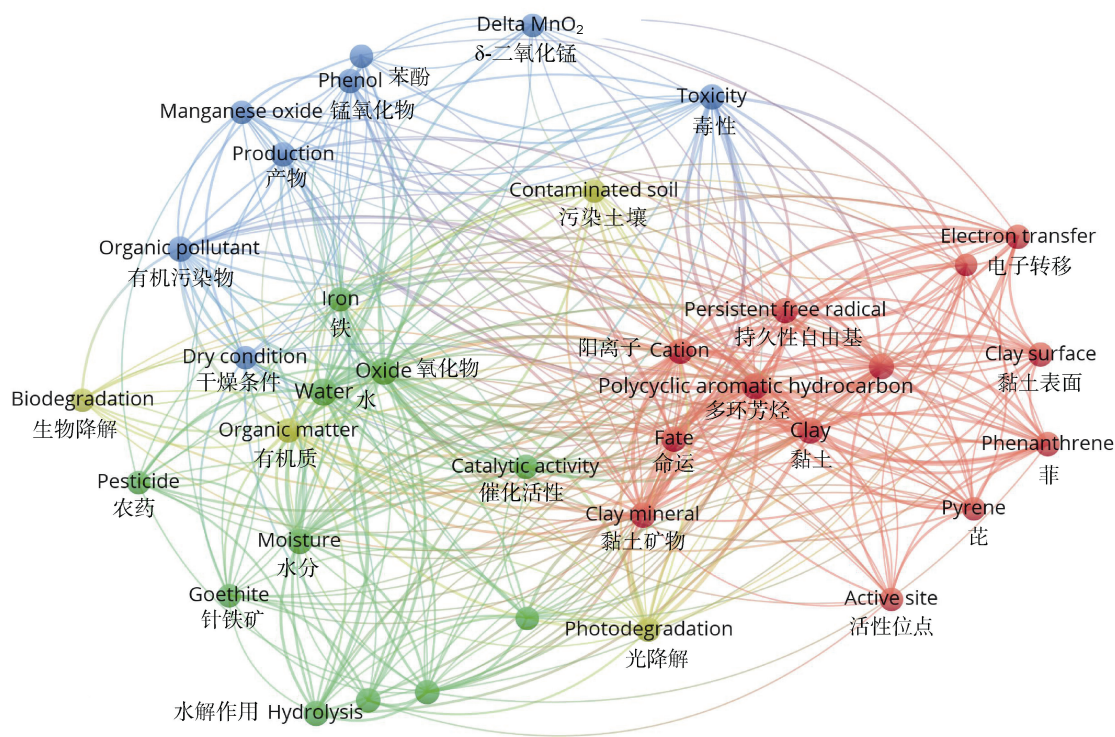 Delta MnO₂
δ-二氧化锰
Phenol 苯酚
Manganese oxide 锰氧化物
Toxicity
毒性
Production
产物
Contaminated soil
污染土壤
Organic pollutant
有机污染物
Electron transfer
电子转移
Iron
铁
Persistent free radical
持久性自由基
阳离子 Cation
Clay surface
黏土表面
Dry condition
干燥条件
Oxide 氧化物
Water 水
Polycyclic aromatic hydrocarbon
多环芳烃
Biodegradation
生物降解
Organic matter
有机质
Fate
命运
Clay
黏土
Phenanthrene
菲
Catalytic activity
催化活性
Pesticide
农药
Clay mineral
黏土矿物
Pyrene
芘
Moisture
水分
Goethite
针铁矿
Active site
活性位点
Photodegradation
光降解
水解作用 Hydrolysis